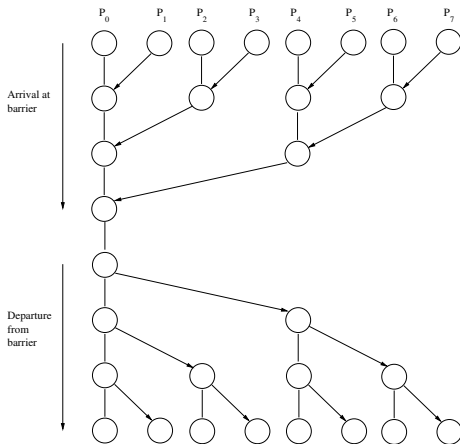 P0 P1 P2 P3 P4 P5 P6 P7
Arrival at
barrier
Departure
from
barrier